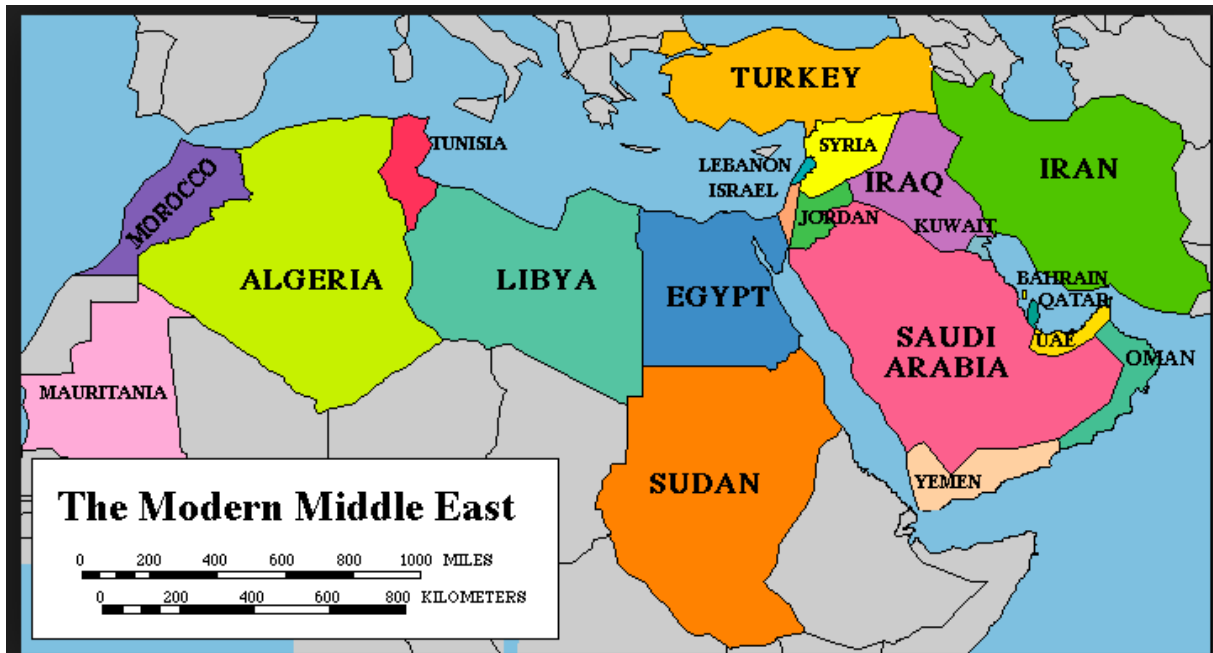 TURKEY
TUNISIA
SYRIA
LEBANON
ISRAEL
IRAQ
IRAN
MOROCCO
JORDAN
KUWAIT
ALGERIA
LIBYA
EGYPT
BAHRAIN
QATAR
SAUDI
ARABIA
UAE
OMAN
MAURITANIA
SUDAN
YEMEN
The Modern Middle East
0 200 400 600 800 1000 MILES
0 200 400 600 800 KILOMETERS